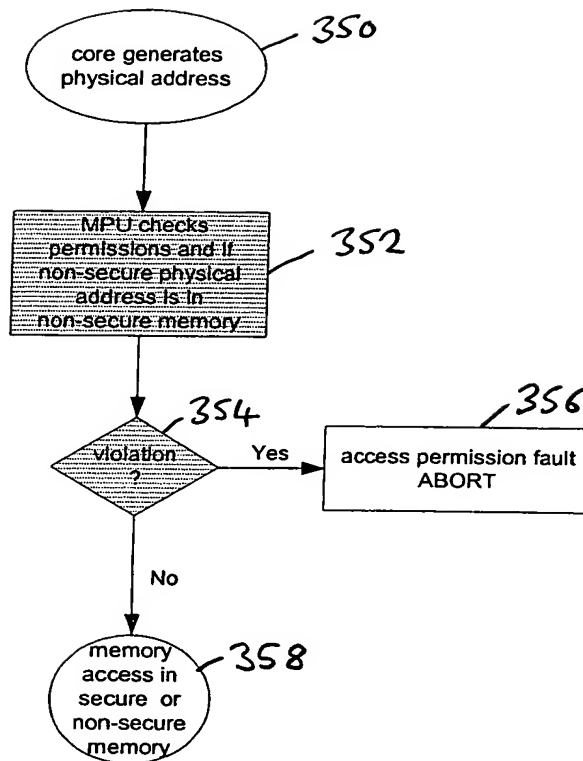 350
core generates
physical address
352
MPU checks
permissions and if
non-secure physical
address is in
non-secure memory
354
violation
?
Yes
356
access permission fault
ABORT
No
358
memory
access in
secure or
non-secure
memory